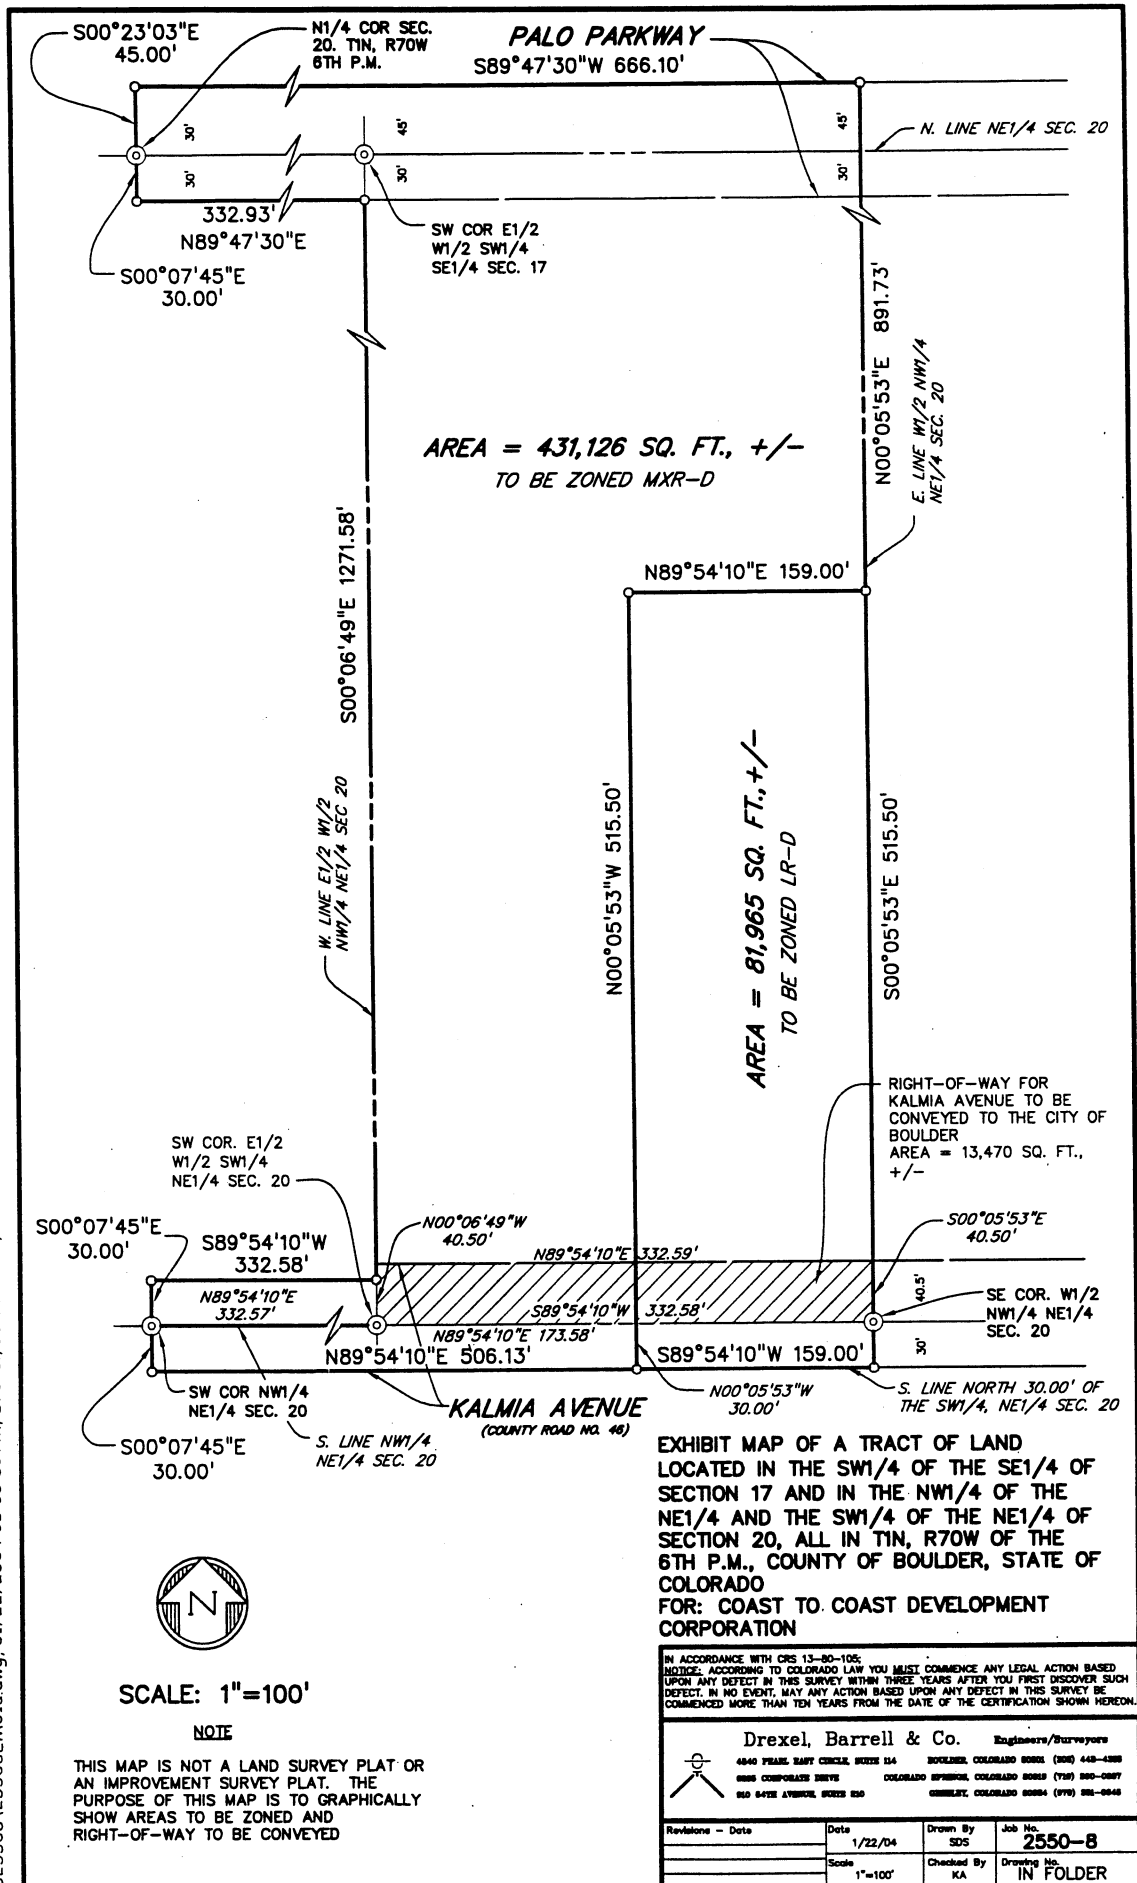 S00°23'03"E
45.00'
N1/4 COR SEC.
20. T1N, R70W
6TH P.M.
PALO PARKWAY
S89°47'30"W 666.10'
30'
45'
45'
N. LINE NE1/4 SEC. 20
30'
30'
30'
332.93'
N89°47'30"E
SW COR E1/2
W1/2 SW1/4
SE1/4 SEC. 17
S00°07'45"E
30.00'
N00°05'53"E 891.73'
E. LINE W1/2 NW1/4
NE1/4 SEC. 20
AREA = 431,126 SQ. FT., +/-
TO BE ZONED MXR-D
S00°06'49"E 1271.58'
N89°54'10"E 159.00'
W. LINE E1/2 W1/2
NW1/4 NE1/4 SEC 20
N00°05'53"W 515.50'
AREA = 81,965 SQ. FT.,+/-
TO BE ZONED LR-D
S00°05'53"E 515.50'
RIGHT-OF-WAY FOR
KALMIA AVENUE TO BE
CONVEYED TO THE CITY OF
BOULDER
AREA = 13,470 SQ. FT.,
+/-
SW COR. E1/2
W1/2 SW1/4
NE1/4 SEC. 20
S00°07'45"E
30.00'
S89°54'10"W
332.58'
N00°06'49"W
40.50'
N89°54'10"E 332.59'
S00°05'53"E
40.50'
N89°54'10"E
332.57'
S89°54'10"W 332.58'
40.5'
SE COR. W1/2
NW1/4 NE1/4
SEC. 20
N89°54'10"E 173.58'
N89°54'10"E 506.13'
S89°54'10"W 159.00'
30'
SW COR NW1/4
NE1/4 SEC. 20
KALMIA AVENUE
(COUNTY ROAD NO. 46)
N00°05'53"W
30.00'
S. LINE NORTH 30.00' OF
THE SW1/4, NE1/4 SEC. 20
S00°07'45"E
30.00'
S. LINE NW1/4
NE1/4 SEC. 20
EXHIBIT MAP OF A TRACT OF LAND
LOCATED IN THE SW1/4 OF THE SE1/4 OF
SECTION 17 AND IN THE NW1/4 OF THE
NE1/4 AND THE SW1/4 OF THE NE1/4 OF
SECTION 20, ALL IN T1N, R70W OF THE
6TH P.M., COUNTY OF BOULDER, STATE OF
COLORADO
FOR: COAST TO COAST DEVELOPMENT
CORPORATION
N
SCALE: 1"=100'
NOTE
THIS MAP IS NOT A LAND SURVEY PLAT OR
AN IMPROVEMENT SURVEY PLAT. THE
PURPOSE OF THIS MAP IS TO GRAPHICALLY
SHOW AREAS TO BE ZONED AND
RIGHT-OF-WAY TO BE CONVEYED
IN ACCORDANCE WITH CRS 13-80-105;
NOTICE: ACCORDING TO COLORADO LAW YOU MUST COMMENCE ANY LEGAL ACTION BASED
UPON ANY DEFECT IN THIS SURVEY WITHIN THREE YEARS AFTER YOU FIRST DISCOVER SUCH
DEFECT. IN NO EVENT, MAY ANY ACTION BASED UPON ANY DEFECT IN THIS SURVEY BE
COMMENCED MORE THAN TEN YEARS FROM THE DATE OF THE CERTIFICATION SHOWN HEREON.
Drexel, Barrell & Co. Engineers/Surveyors
4840 PEARL EAST CIRCLE, SUITE 114 BOULDER, COLORADO
CORPORATE DRIVE COLORADO SPRINGS, COLORADO
AVENUE, SUITE GREELEY, COLORADO
Revisions - Date
Date
1/22/04
Drawn By
SDS
Job No.
2550-8
Scale
1"=100'
Checked By
KA
Drawing No.
IN FOLDER